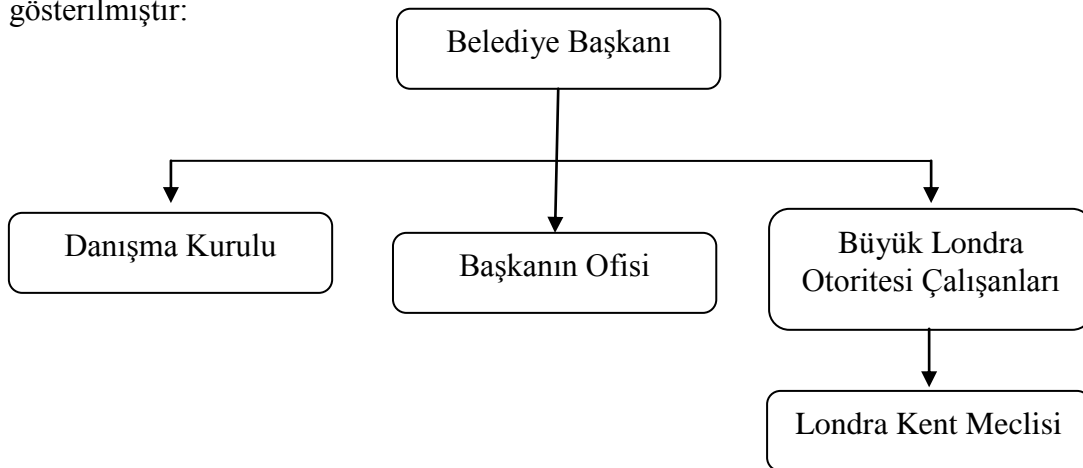 gösterilmiştir:
Belediye Başkanı
Danışma Kurulu
Başkanın Ofisi
Büyük Londra
Otoritesi Çalışanları
Londra Kent Meclisi